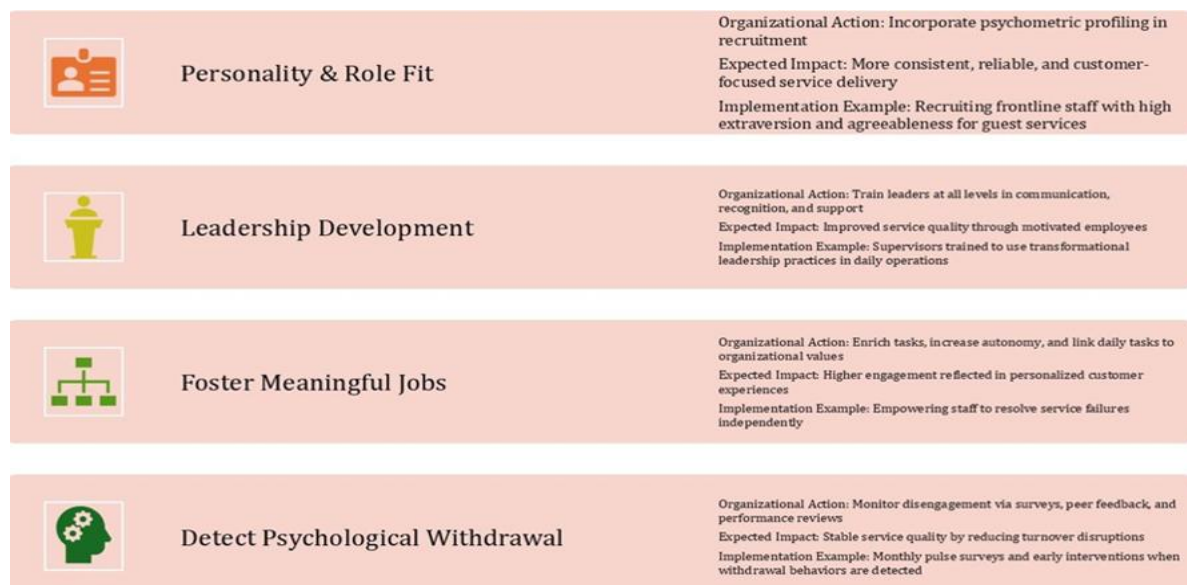 Personality & Role Fit
Organizational Action: Incorporate psychometric profiling in
recruitment
Expected Impact: More consistent, reliable, and customer-
focused service delivery
Implementation Example: Recruiting frontline staff with high
extraversion and agreeableness for guest services
Leadership Development
Organizational Action: Train leaders at all levels in communication,
recognition, and support
Expected Impact: Improved service quality through motivated employees
Implementation Example: Supervisors trained to use transformational
leadership practices in daily operations
Foster Meaningful Jobs
Organizational Action: Enrich tasks, increase autonomy, and link daily tasks to
organizational values
Expected Impact: Higher engagement reflected in personalized customer
experiences
Implementation Example: Empowering staff to resolve service failures
independently
Detect Psychological Withdrawal
Organizational Action: Monitor disengagement via surveys, peer feedback, and
performance reviews
Expected Impact: Stable service quality by reducing turnover disruptions
Implementation Example: Monthly pulse surveys and early interventions when
withdrawal behaviors are detected